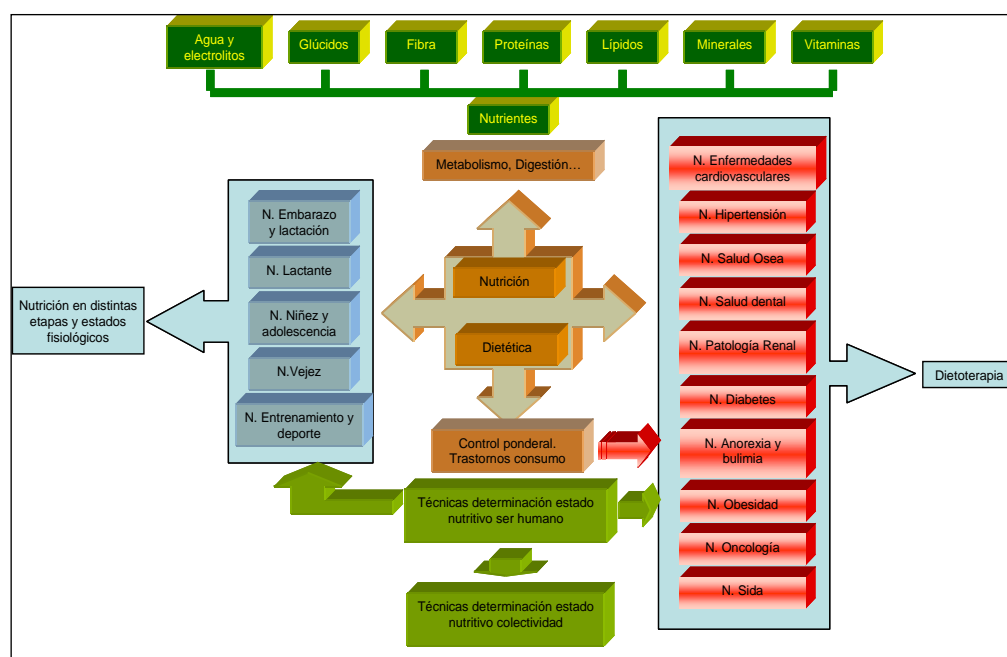 Agua y
electrolitos
Glúcidos
Fibra
Proteínas
Lípidos
Minerales
Vitaminas
Nutrientes
Metabolismo, Digestión…
N. Embarazo
y lactación
N. Lactante
N. Niñez y
adolescencia
N.Vejez
N. Entrenamiento y
deporte
Nutrición en distintas
etapas y estados
fisiológicos
Nutrición
Dietética
Control ponderal.
Trastornos consumo
Técnicas determinación estado
nutritivo ser humano
Técnicas determinación estado
nutritivo colectividad
N. Enfermedades
cardiovasculares
N. Hipertensión
N. Salud Osea
N. Salud dental
N. Patología Renal
N. Diabetes
N. Anorexia y
bulimia
N. Obesidad
N. Oncología
N. Sida
Dietoterapia